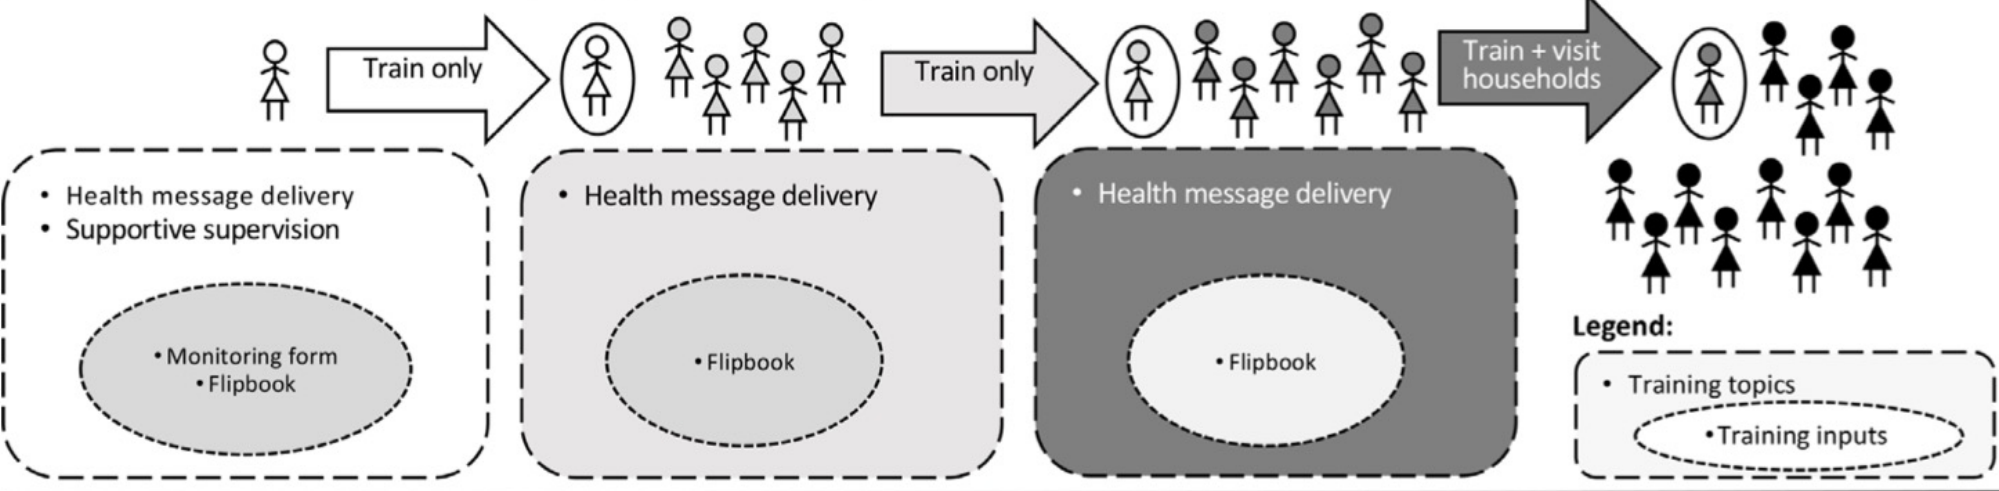 Train only
Train only
Train + visit
households
• Health message delivery
• Supportive supervision
• Monitoring form
• Flipbook
• Health message delivery
• Flipbook
• Health message delivery
• Flipbook
Legend:
• Training topics
• Training inputs